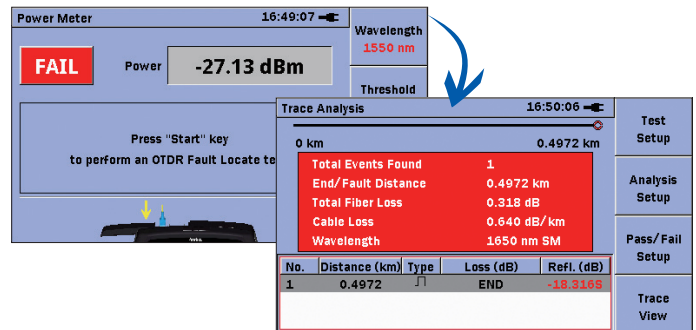 Power Meter 16:49:07
Wavelength
1550 nm
FAIL Power -27.13 dBm
Threshold
Press "Start" key
to perform an OTDR Fault Locate te
Trace Analysis 16:50:06
0 km 0.4972 km
Total Events Found 1
End/Fault Distance 0.4972 km
Total Fiber Loss 0.318 dB
Cable Loss 0.640 dB/km
Wavelength 1650 nm SM
No. Distance (km) Type Loss (dB) Refl. (dB)
1 0.4972 END -18.316S
Test
Setup
Analysis
Setup
Pass/Fail
Setup
Trace
View